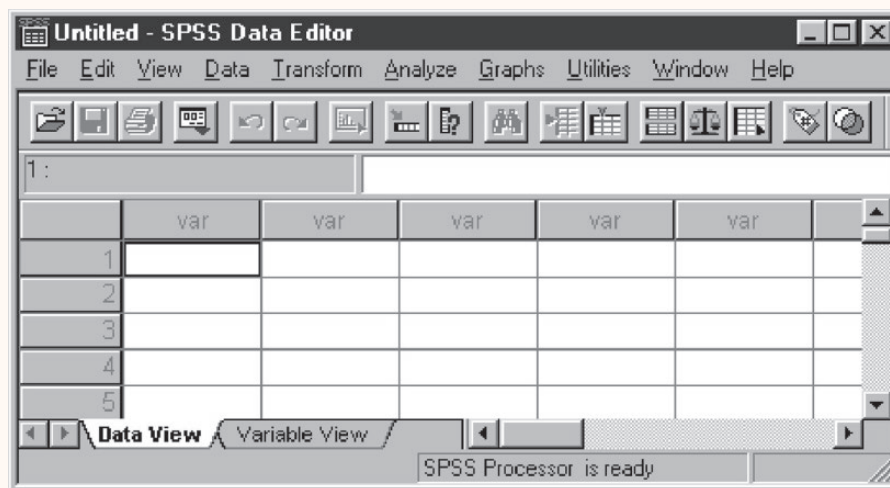 SPSS
Untitled - SPSS Data Editor
File Edit View Data Transform Analyze Graphs Utilities Window Help
1 :
var var var var var
1
2
3
4
5
Data View Variable View
SPSS Processor is ready